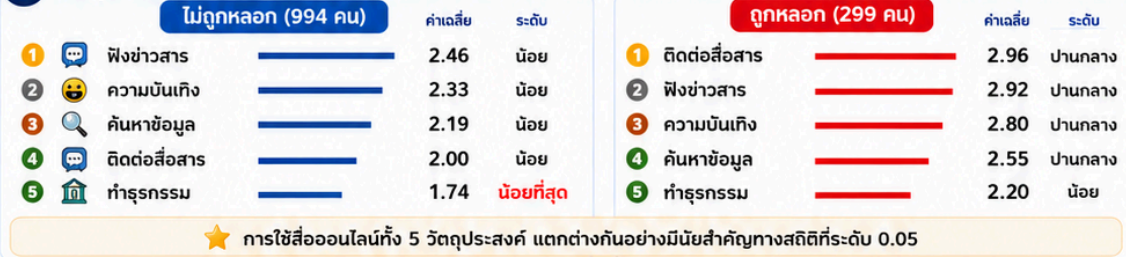 ไม่ถูกหลอก (994 คน) ค่าเฉลี่ย ระดับ
1 ฟังข่าวสาร 2.46 น้อย
2 ความบันเทิง 2.33 น้อย
3 ค้นหาข้อมูล 2.19 น้อย
4 ติดต่อสื่อสาร 2.00 น้อย
5 ทำธุรกรรม 1.74 น้อยที่สุด
ถูกหลอก (299 คน) ค่าเฉลี่ย ระดับ
1 ติดต่อสื่อสาร 2.96 ปานกลาง
2 ฟังข่าวสาร 2.92 ปานกลาง
3 ความบันเทิง 2.80 ปานกลาง
4 ค้นหาข้อมูล 2.55 ปานกลาง
5 ทำธุรกรรม 2.20 น้อย
การใช้สื่อออนไลน์ทั้ง 5 วัตถุประสงค์ แตกต่างกันอย่างมีนัยสำคัญทางสถิติที่ระดับ 0.05